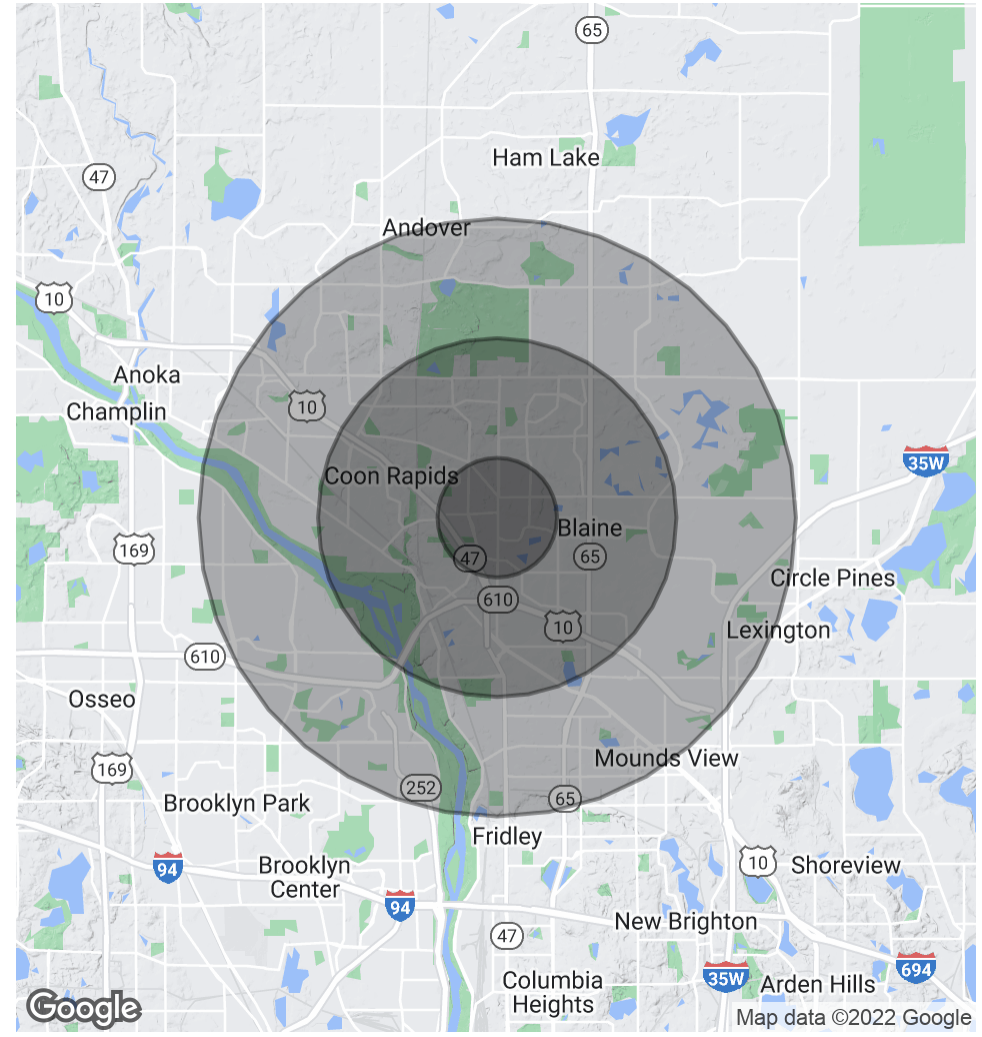 65
Ham Lake
47
Andover
10
Anoka
10
Champlin
35W
Coon Rapids
Blaine
169
47
65
Circle Pines
610
10
Lexington
610
Osseo
Mounds View
169
252
65
Brooklyn Park
Fridley
10
Shoreview
94
Brooklyn
Center
94
New Brighton
47
694
35W
Columbia
Heights
Arden Hills
Google
Map data ©2022 Google